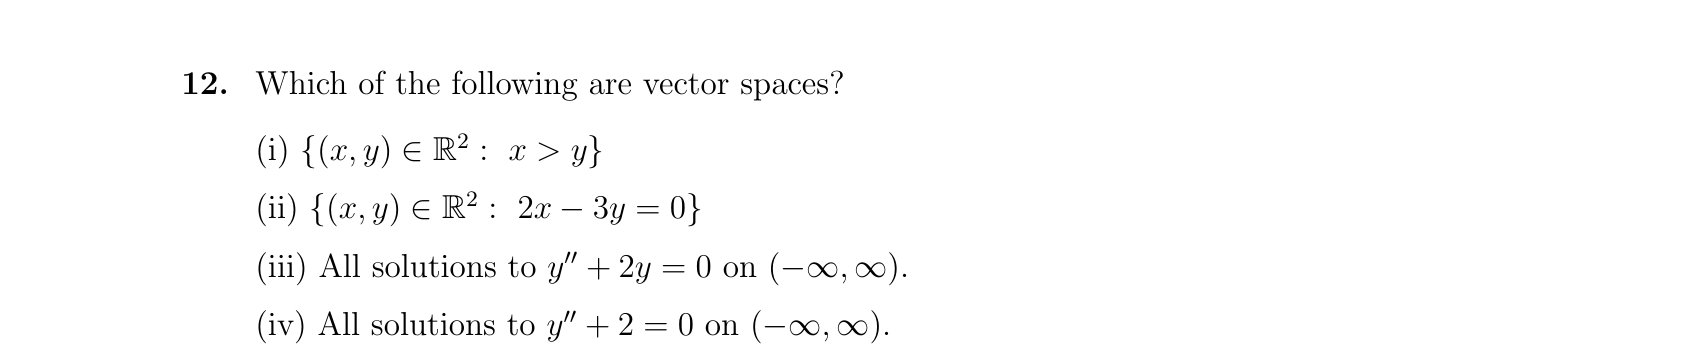 12. Which of the following are vector spaces?
(i) {(x, y) ∈ ℝ² : x > y}
(ii) {(x, y) ∈ ℝ² : 2x − 3y = 0}
(iii) All solutions to y″ + 2y = 0 on (−∞, ∞).
(iv) All solutions to y″ + 2 = 0 on (−∞, ∞).